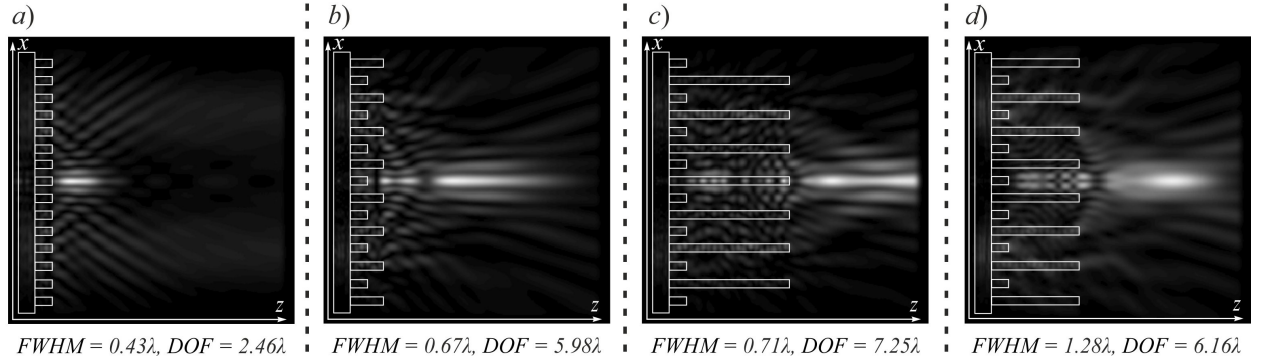 a) b) c) d)
x x x x
z z z z
FWHM = 0.43λ, DOF = 2.46λ FWHM = 0.67λ, DOF = 5.98λ FWHM = 0.71λ, DOF = 7.25λ FWHM = 1.28λ, DOF = 6.16λ